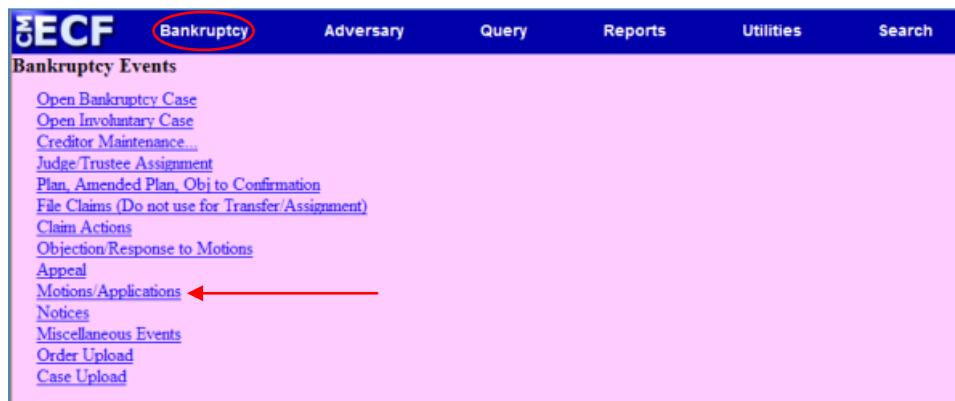 CM ECF Bankruptcy Adversary Query Reports Utilities Search
Bankruptcy Events
Open Bankruptcy Case
Open Involuntary Case
Creditor Maintenance...
Judge/Trustee Assignment
Plan, Amended Plan, Obj to Confirmation
File Claims (Do not use for Transfer/Assignment)
Claim Actions
Objection/Response to Motions
Appeal
Motions/Applications
Notices
Miscellaneous Events
Order Upload
Case Upload